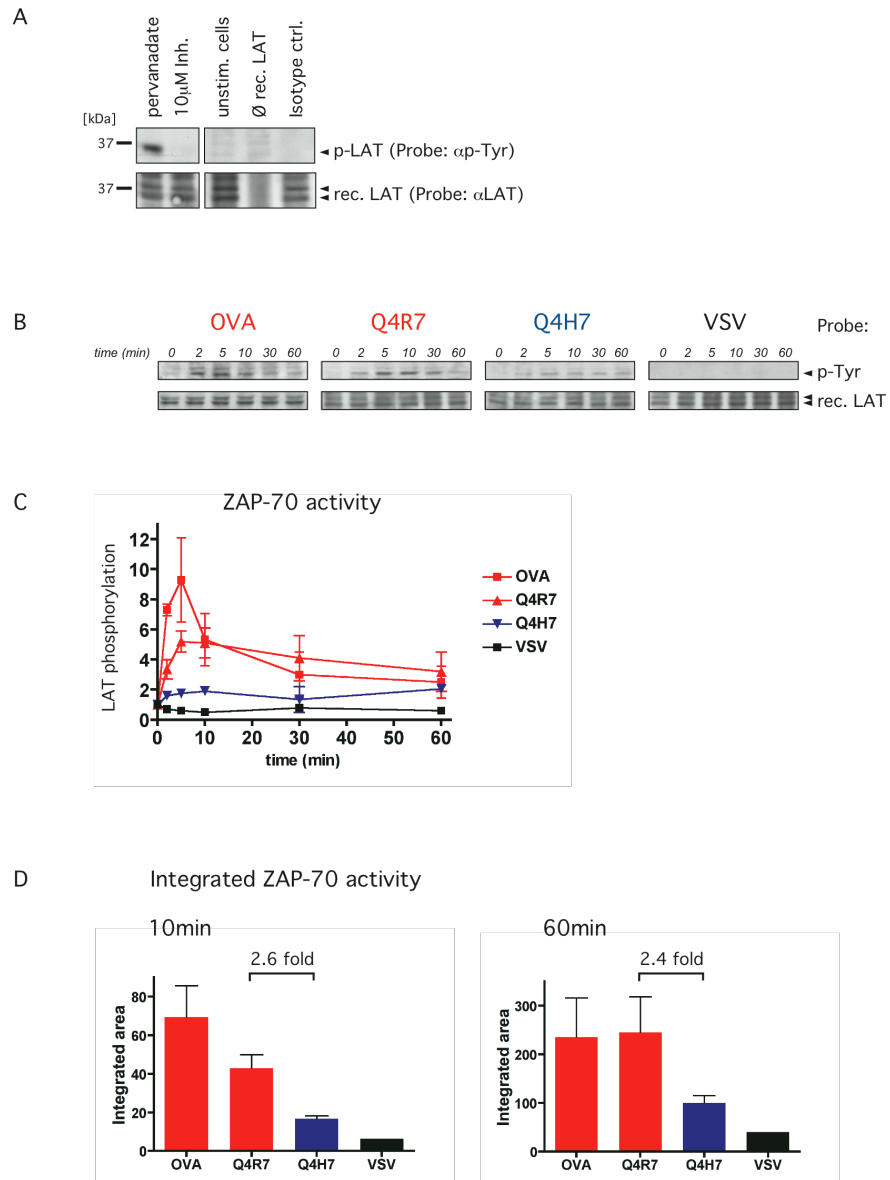 A
pervanadate
10μM Inh.
unstim. cells
Ø rec. LAT
Isotype ctrl.
[kDa]
37
p-LAT (Probe: αp-Tyr)
37
rec. LAT (Probe: αLAT)
B
OVA Q4R7 Q4H7 VSV Probe:
time (min) 0 2 5 10 30 60 0 2 5 10 30 60 0 2 5 10 30 60 0 2 5 10 30 60
p-Tyr
rec. LAT
C
ZAP-70 activity
LAT phosphorylation
12
10
8
6
4
2
0
0 10 20 30 40 50 60
time (min)
OVA
Q4R7
Q4H7
VSV
D
Integrated ZAP-70 activity
10min
2.6 fold
Integrated area
80
60
40
20
0
OVA Q4R7 Q4H7 VSV
60min
2.4 fold
Integrated area
300
200
100
0
OVA Q4R7 Q4H7 VSV